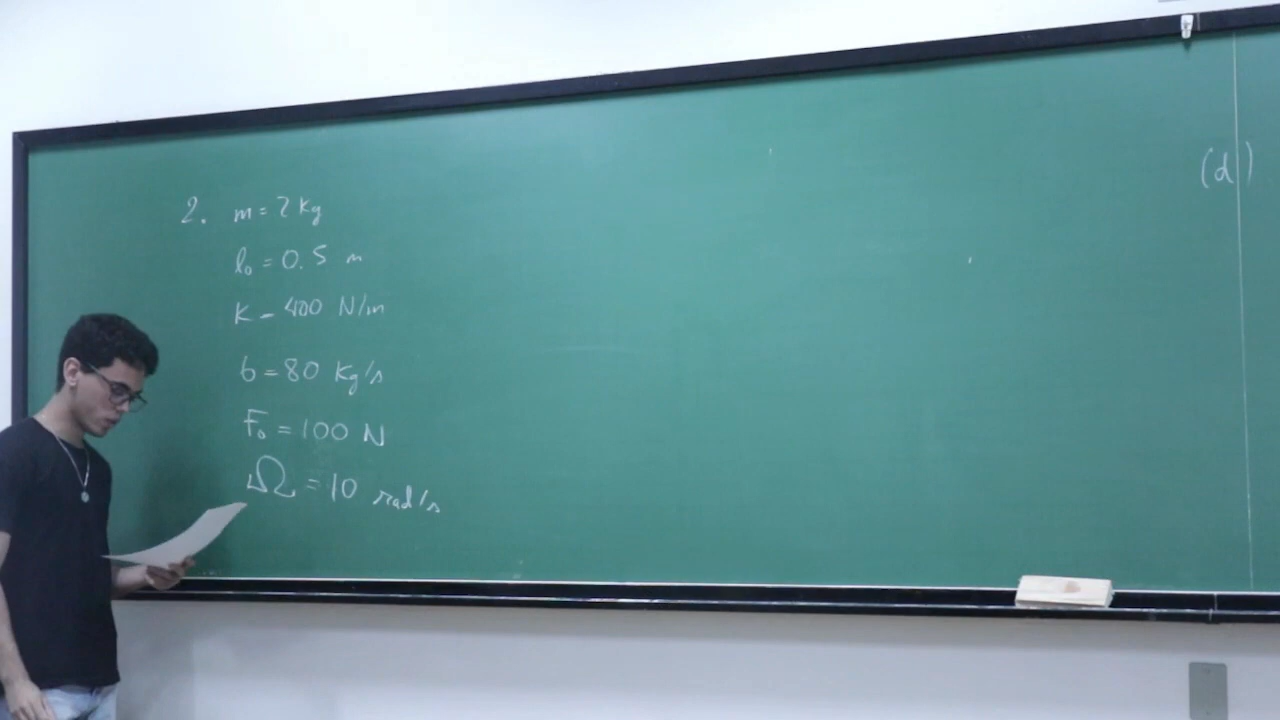 2. m = 2 Kg
l₀ = 0.5 m
K = 400 N/m
b = 80 Kg/s
F₀ = 100 N
Ω = 10 rad/s
(d)